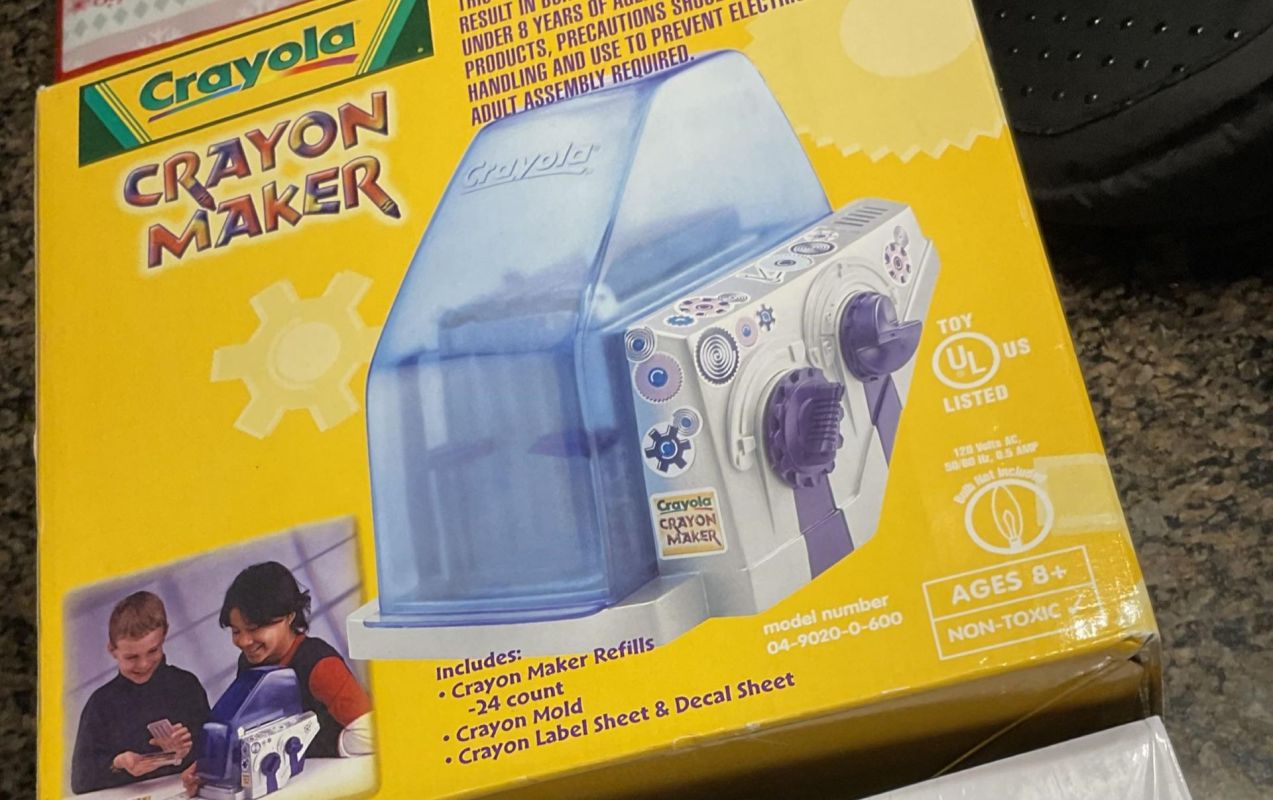 RESULT IN
UNDER 8 YEARS OF
PRODUCTS, PRECAUTIONS
HANDLING AND USE TO PREVENT
ADULT ASSEMBLY REQUIRED.
Crayola
CRAYON
MAKER
Crayola
TOY
UL US
LISTED
120 Volts AC,
50/60 Hz, 0.5 AMP
Bulb Not Included
Crayola
CRAYON
MAKER
AGES 8+
NON-TOXIC
model number
04-9020-0-600
Includes:
• Crayon Maker Refills
-24 count
• Crayon Mold
• Crayon Label Sheet & Decal Sheet